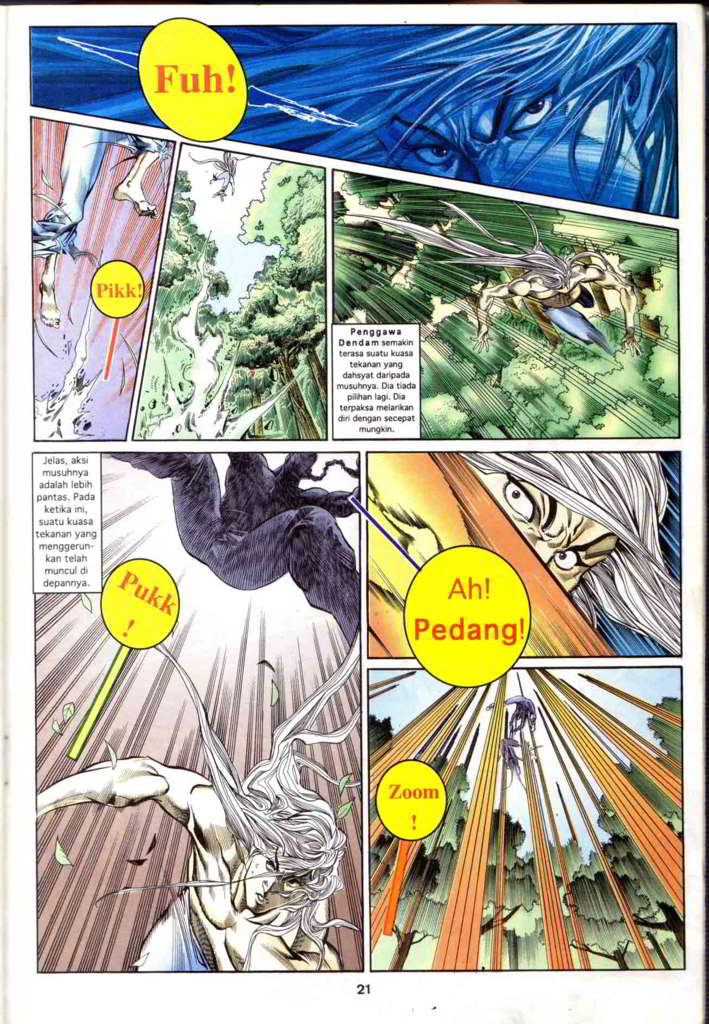 Fuh!
Pikk!
Penggawa
Dendam semakin
terasa suatu kuasa
tekanan yang
dahsyat daripada
musuhnya. Dia tiada
pilihan lagi. Dia
terpaksa melarikan
diri dengan secepat
mungkin.
Jelas, aksi
musuhnya
adalah lebih
pantas. Pada
ketika ini,
suatu kuasa
tekanan yang
menggerun-
kan telah
muncul di
depannya.
Pukk
!
Ah!
Pedang!
Zoom
!
21